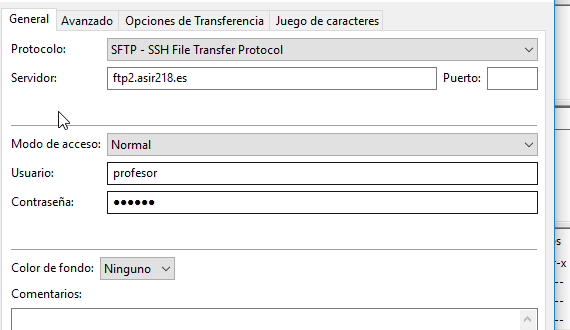 General Avanzado Opciones de Transferencia Juego de caracteres
Protocolo: SFTP - SSH File Transfer Protocol
Servidor: ftp2.asir218.es Puerto:
Modo de acceso: Normal
Usuario: profesor
Contraseña: ●●●●●●
Color de fondo: Ninguno
Comentarios: